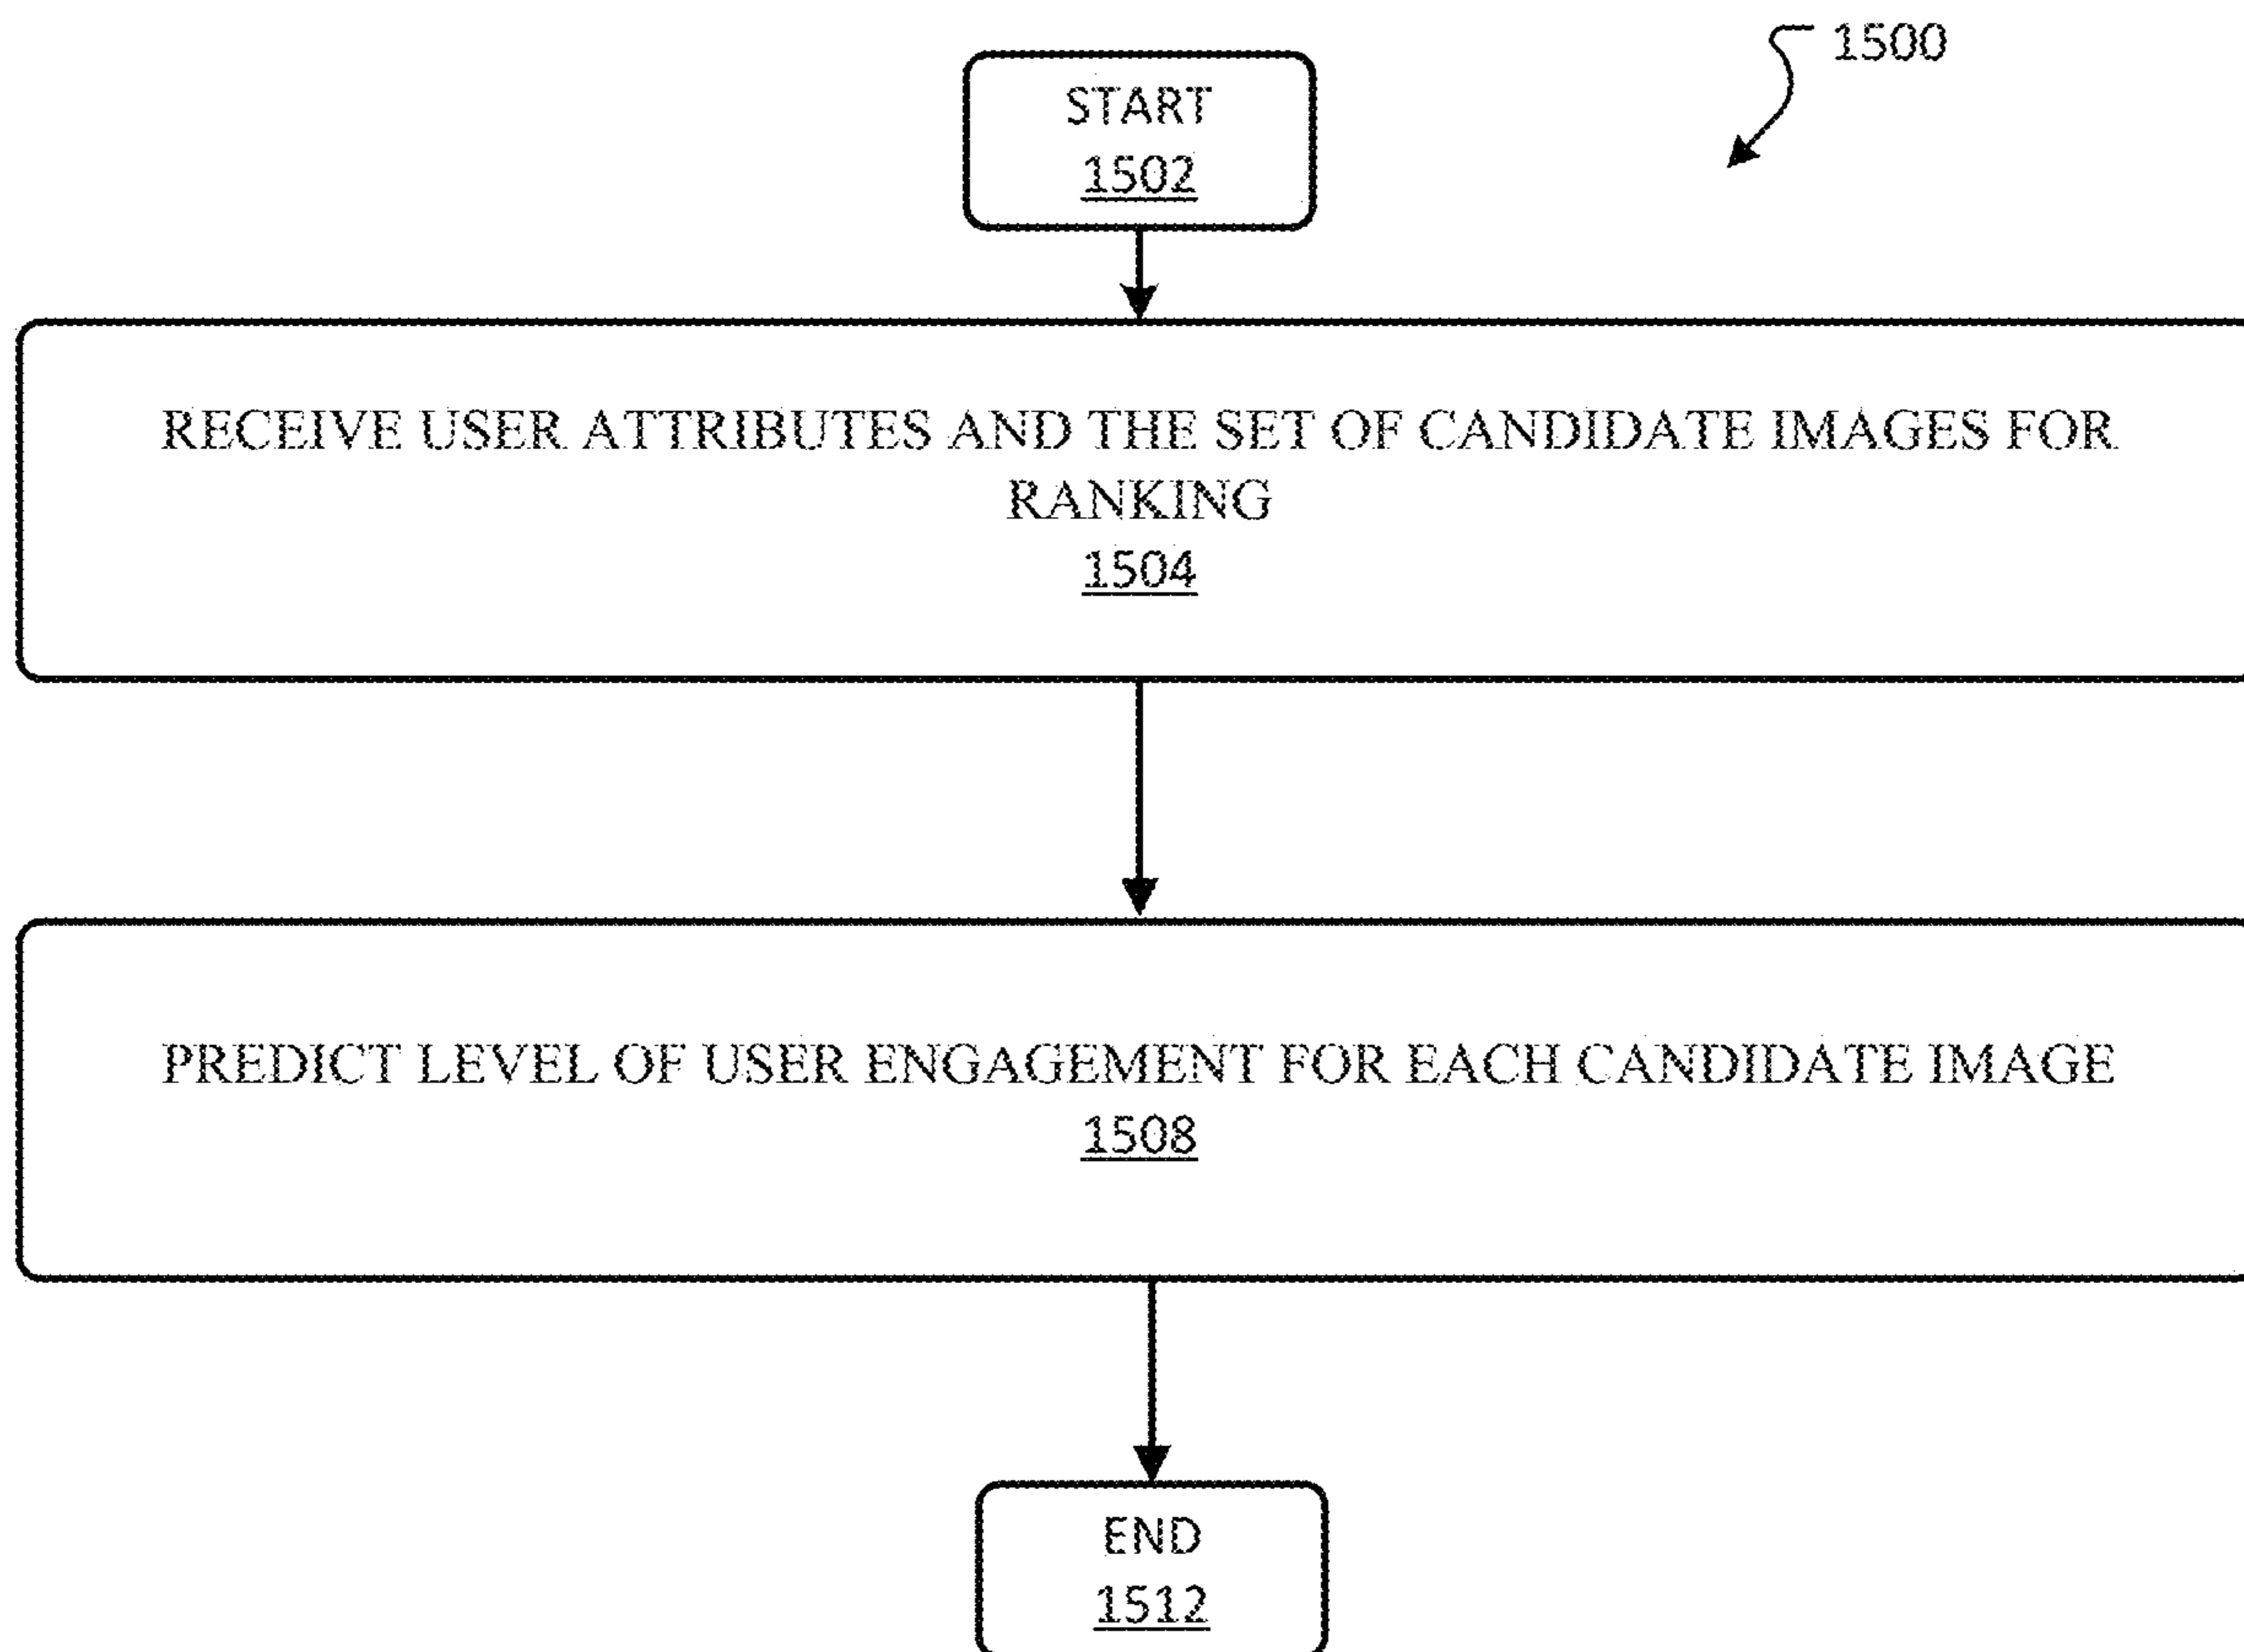 1500
START
1502
RECEIVE USER ATTRIBUTES AND THE SET OF CANDIDATE IMAGES FOR
RANKING
1504
PREDICT LEVEL OF USER ENGAGEMENT FOR EACH CANDIDATE IMAGE
1508
END
1512